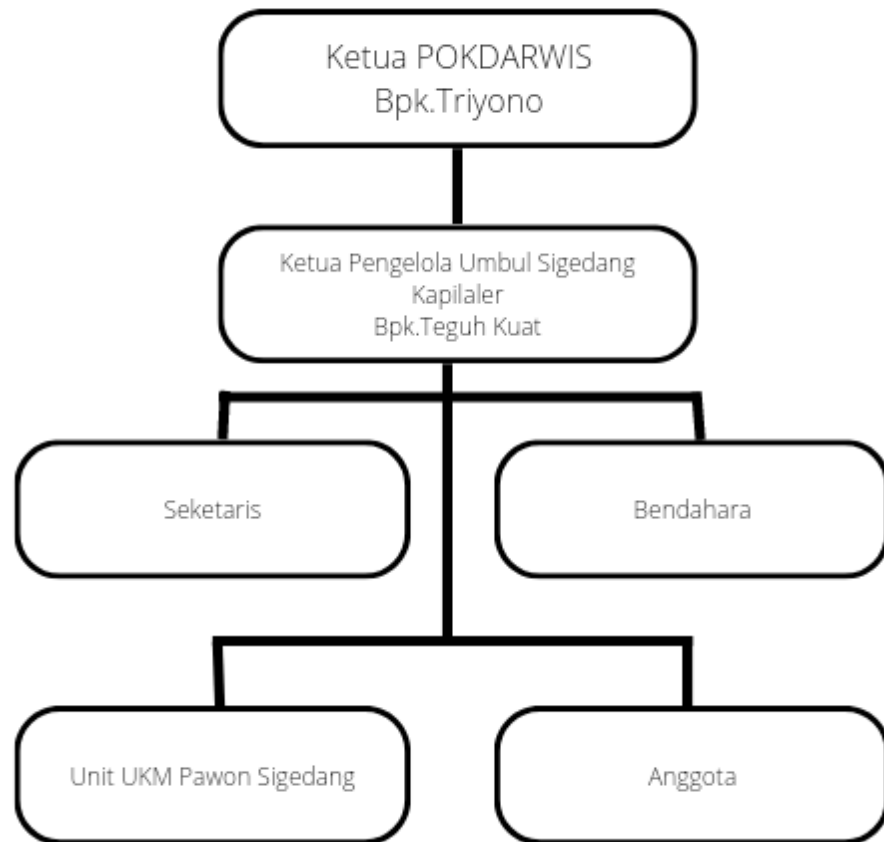 Ketua POKDARWIS
Bpk.Triyono
Ketua Pengelola Umbul Sigedang
Kapilaler
Bpk.Teguh Kuat
Seketaris
Bendahara
Unit UKM Pawon Sigedang
Anggota